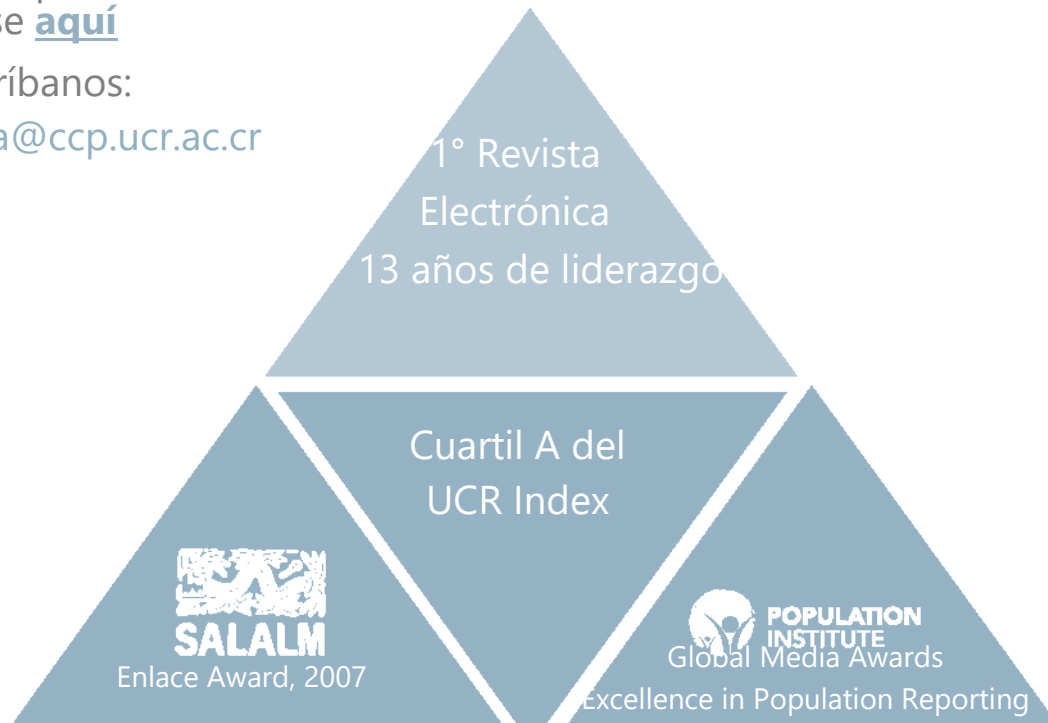 se aquí
ríbanos:
a@ccp.ucr.ac.cr
1° Revista
Electrónica
13 años de liderazgo
Cuartil A del
UCR Index
SALALM
Enlace Award, 2007
POPULATION
INSTITUTE
Global Media Awards
Excellence in Population Reporting